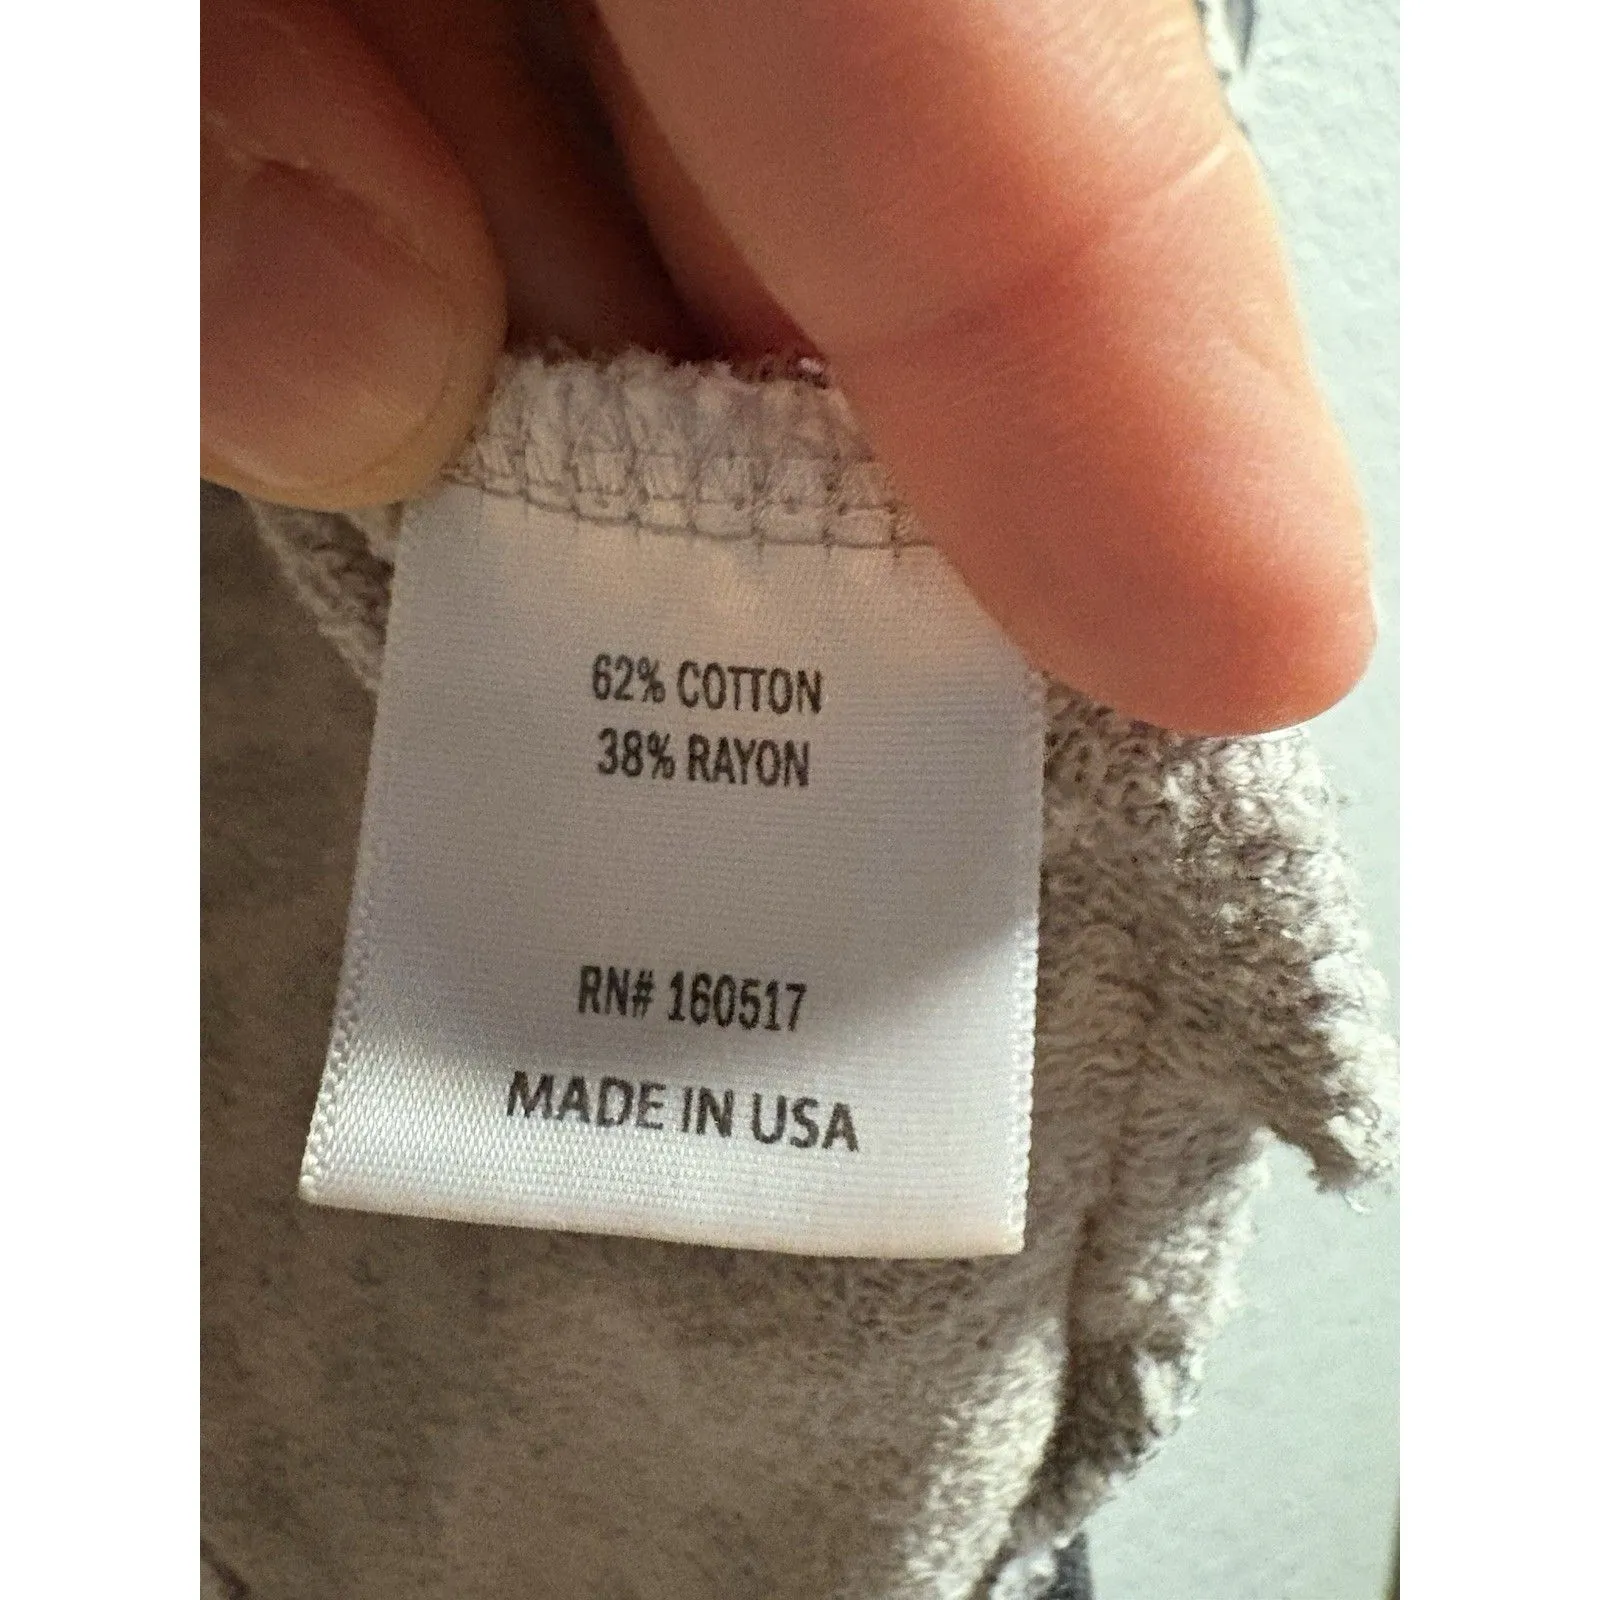 62% COTTON
38% RAYON
RN# 160517
MADE IN USA